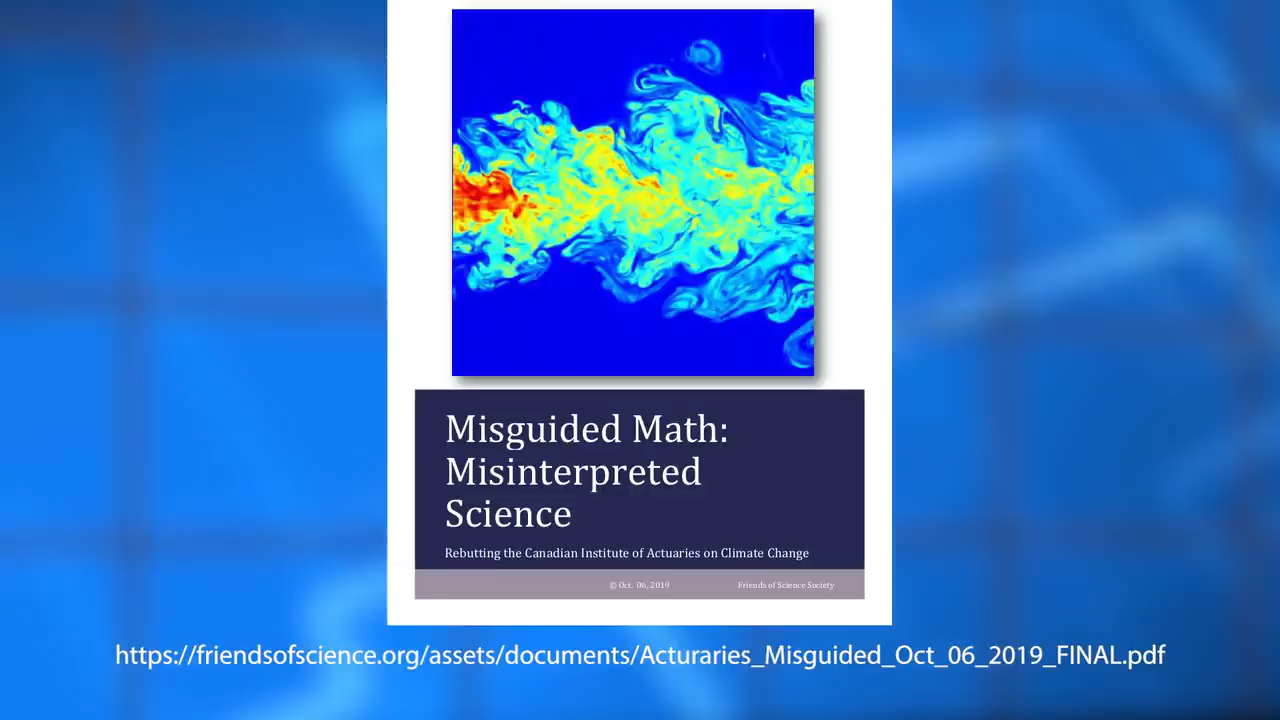 Misguided Math:
Misinterpreted
Science
Rebutting the Canadian Institute of Actuaries on Climate Change
© Oct. 06, 2019 Friends of Science Society
https://friendsofscience.org/assets/documents/Acturaries_Misguided_Oct_06_2019_FINAL.pdf